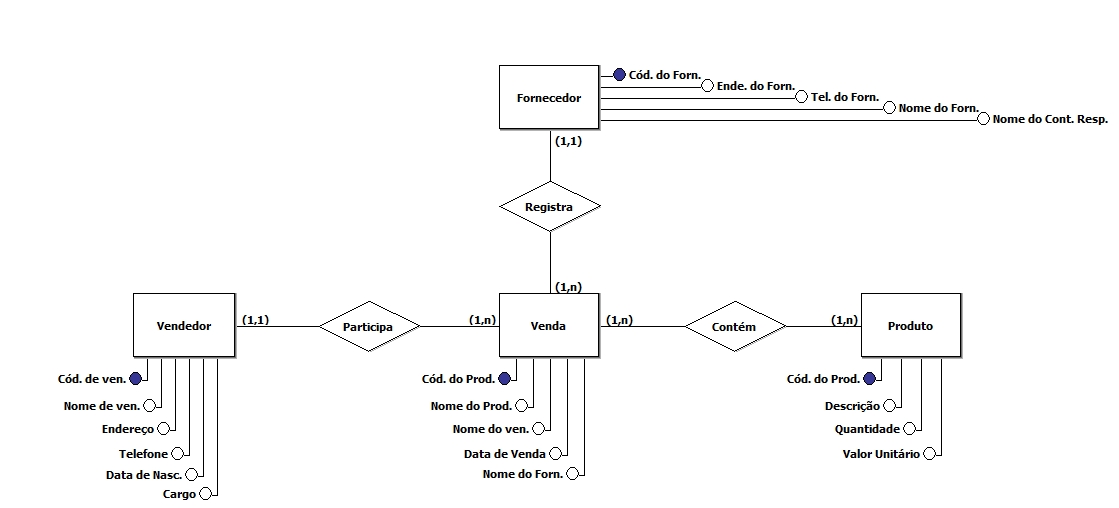 Fornecedor
Cód. do Forn.
Ende. do Forn.
Tel. do Forn.
Nome do Forn.
Nome do Cont. Resp.
(1,1)
Registra
(1,n)
Vendedor
(1,1)
Participa
(1,n)
Venda
(1,n)
Contém
(1,n)
Produto
Cód. de ven.
Nome de ven.
Endereço
Telefone
Data de Nasc.
Cargo
Cód. do Prod.
Nome do Prod.
Nome do ven.
Data de Venda
Nome do Forn.
Cód. do Prod.
Descrição
Quantidade
Valor Unitário